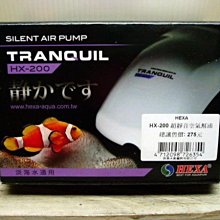 SILENT AIR PUMP
TRANQUIL
HX-200
静かです
www.hexa-aqua.com.tw
TRANQUIL
HEXA
HX-200 超靜音空氣幫浦
建議售價: 275元
4712098
淡海水適用
HEXA